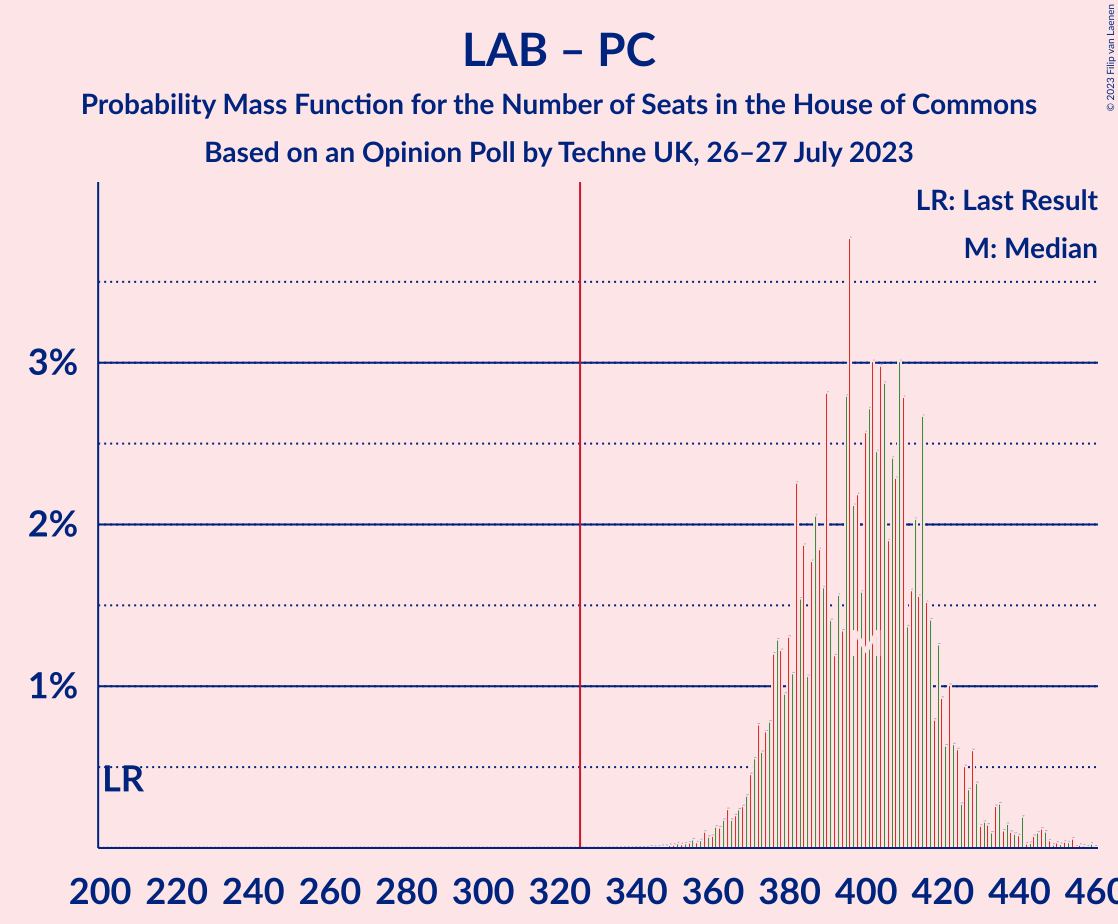 LAB – PC
Probability Mass Function for the Number of Seats in the House of Commons
Based on an Opinion Poll by Techne UK, 26–27 July 2023
© 2023 Filip van Laenen
LR: Last Result
M: Median
3%
2%
1%
LR
M
200 220 240 260 280 300 320 340 360 380 400 420 440 460